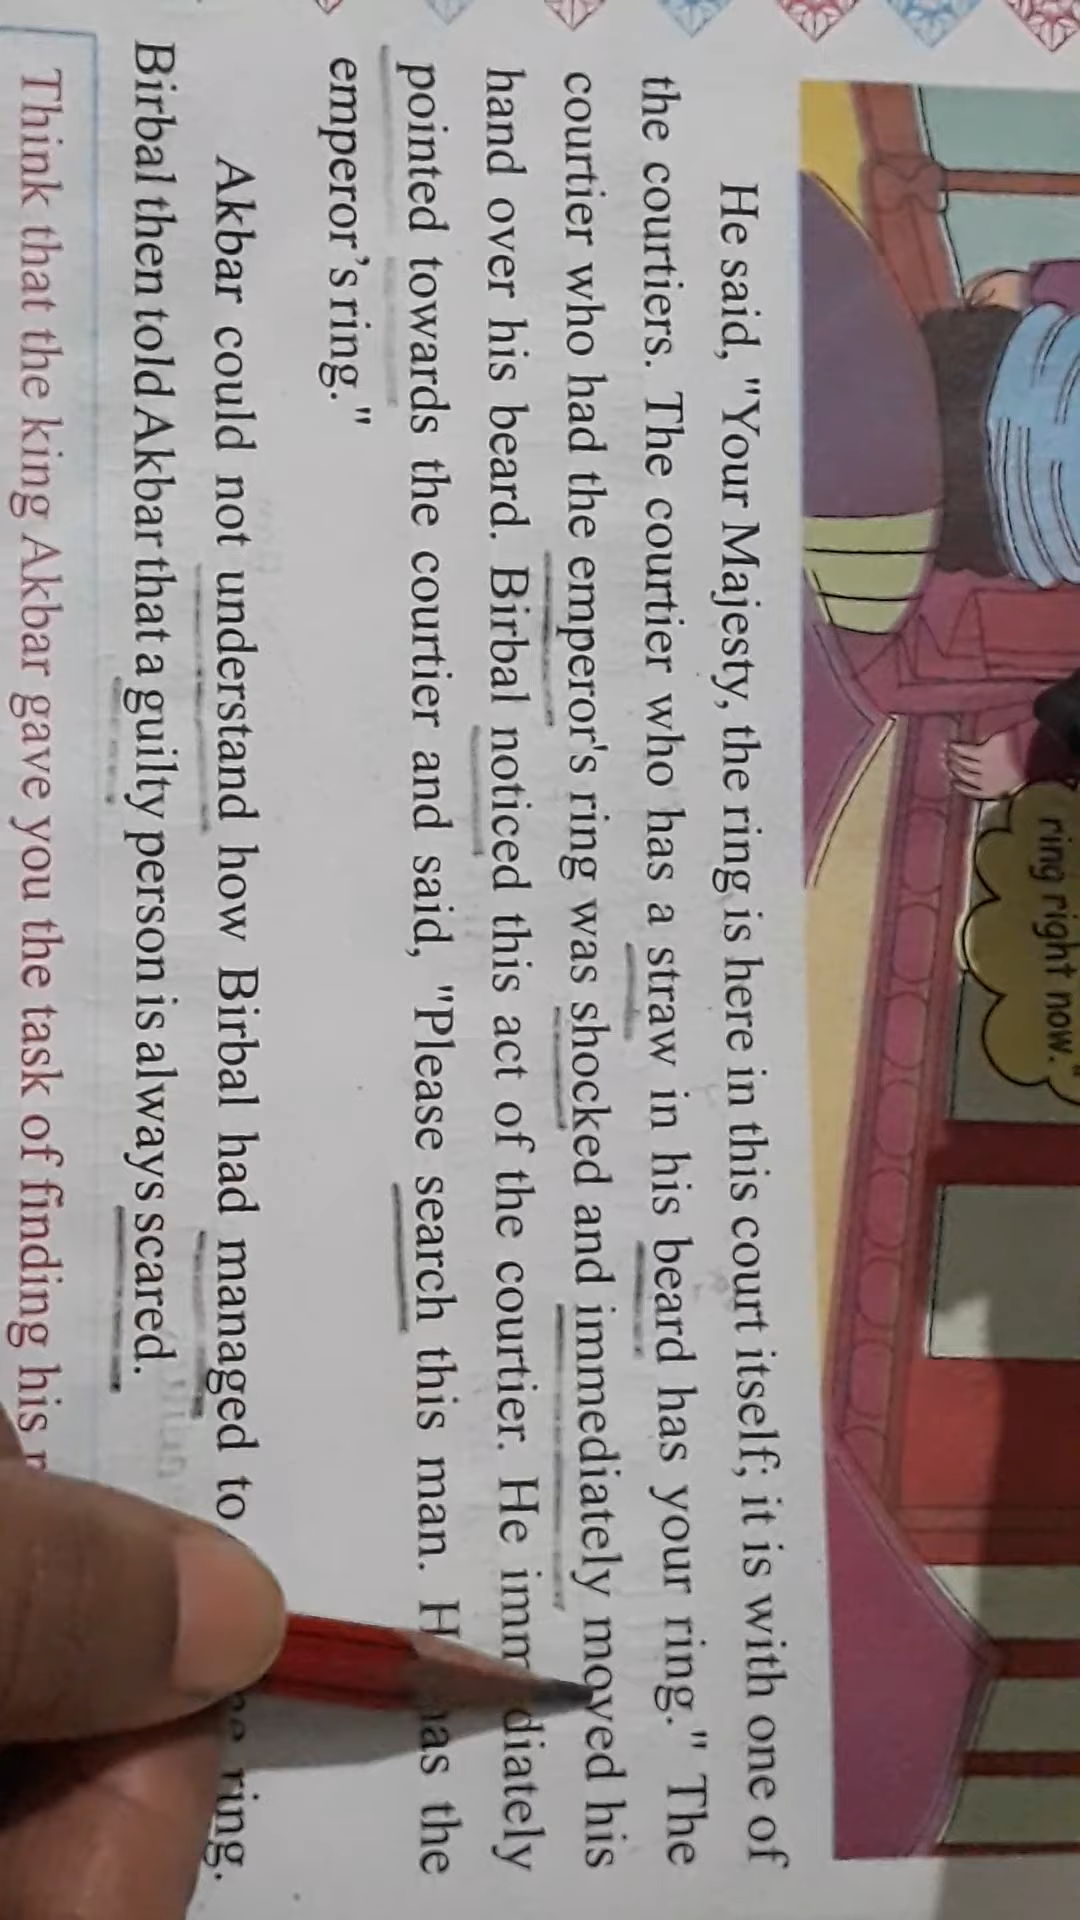 ring right now."
He said, "Your Majesty, the ring is here in this court itself; it is with one of
the courtiers. The courtier who has a straw in his beard has your ring." The
courtier who had the emperor's ring was shocked and immediately moved his
hand over his beard. Birbal noticed this act of the courtier. He immediately
pointed towards the courtier and said, "Please search this man. has the
emperor's ring."
Akbar could not understand how Birbal had managed to ring.
Birbal then told Akbar that a guilty person is always scared.
Think that the king Akbar gave you the task of finding his